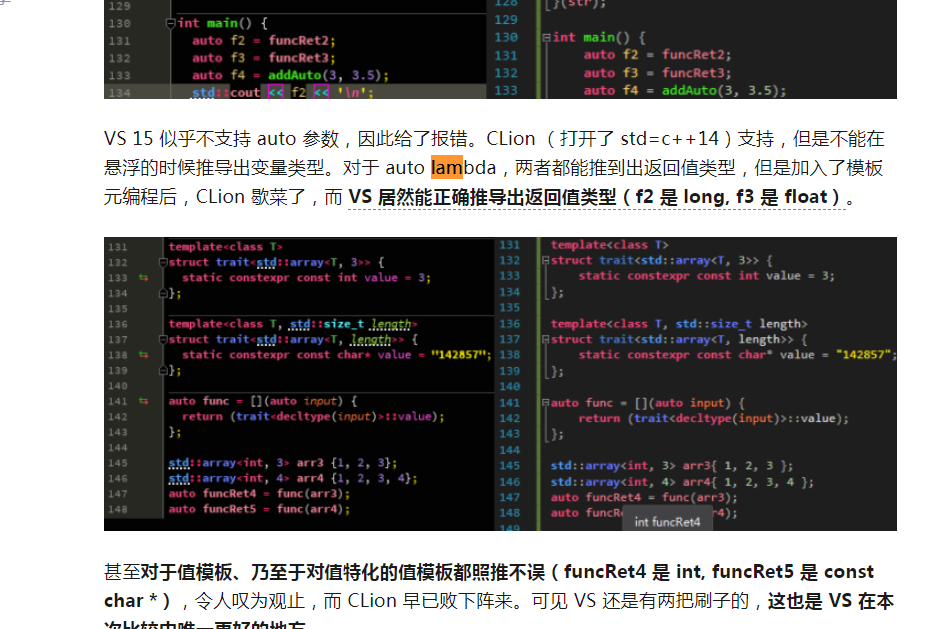 129
130 int main() {
131 auto f2 = funcRet2;
132 auto f3 = funcRet3;
133 auto f4 = addAuto(3, 3.5);
134 std::cout << f2 << '\n';
128 }(str);
129
130 int main() {
131 auto f2 = funcRet2;
132 auto f3 = funcRet3;
133 auto f4 = addAuto(3, 3.5);
VS 15 似乎不支持 auto 参数，因此给了报错。CLion （打开了 std=c++14）支持，但是不能在
悬浮的时候推导出变量类型。对于 auto lambda，两者都能推到出返回值类型，但是加入了模板
元编程后，CLion 歇菜了，而 VS 居然能正确推导出返回值类型（f2 是 long, f3 是 float）。
131 template<class T>
132 struct trait<std::array<T, 3>> {
133 static constexpr const int value = 3;
134 };
135
136 template<class T, std::size_t length>
137 struct trait<std::array<T, length>> {
138 static constexpr const char* value = "142857";
139 };
140
141 auto func = [](auto input) {
142 return (trait<decltype(input)>::value);
143 };
144
145 std::array<int, 3> arr3 {1, 2, 3};
146 std::array<int, 4> arr4 {1, 2, 3, 4};
147 auto funcRet4 = func(arr3);
148 auto funcRet5 = func(arr4);
131 template<class T>
132 struct trait<std::array<T, 3>> {
133 static constexpr const int value = 3;
134 };
135
136 template<class T, std::size_t length>
137 struct trait<std::array<T, length>> {
138 static constexpr const char* value = "142857";
139 };
140
141 auto func = [](auto input) {
142 return (trait<decltype(input)>::value);
143 };
144
145 std::array<int, 3> arr3{ 1, 2, 3 };
146 std::array<int, 4> arr4{ 1, 2, 3, 4 };
147 auto funcRet4 = func(arr3);
148 auto funcR r4);
int funcRet4
149
甚至对于值模板、乃至于对值特化的值模板都照推不误（funcRet4 是 int, funcRet5 是 const
char *），令人叹为观止，而 CLion 早已败下阵来。可见 VS 还是有两把刷子的，这也是 VS 在本
次比较中唯一更好的地方